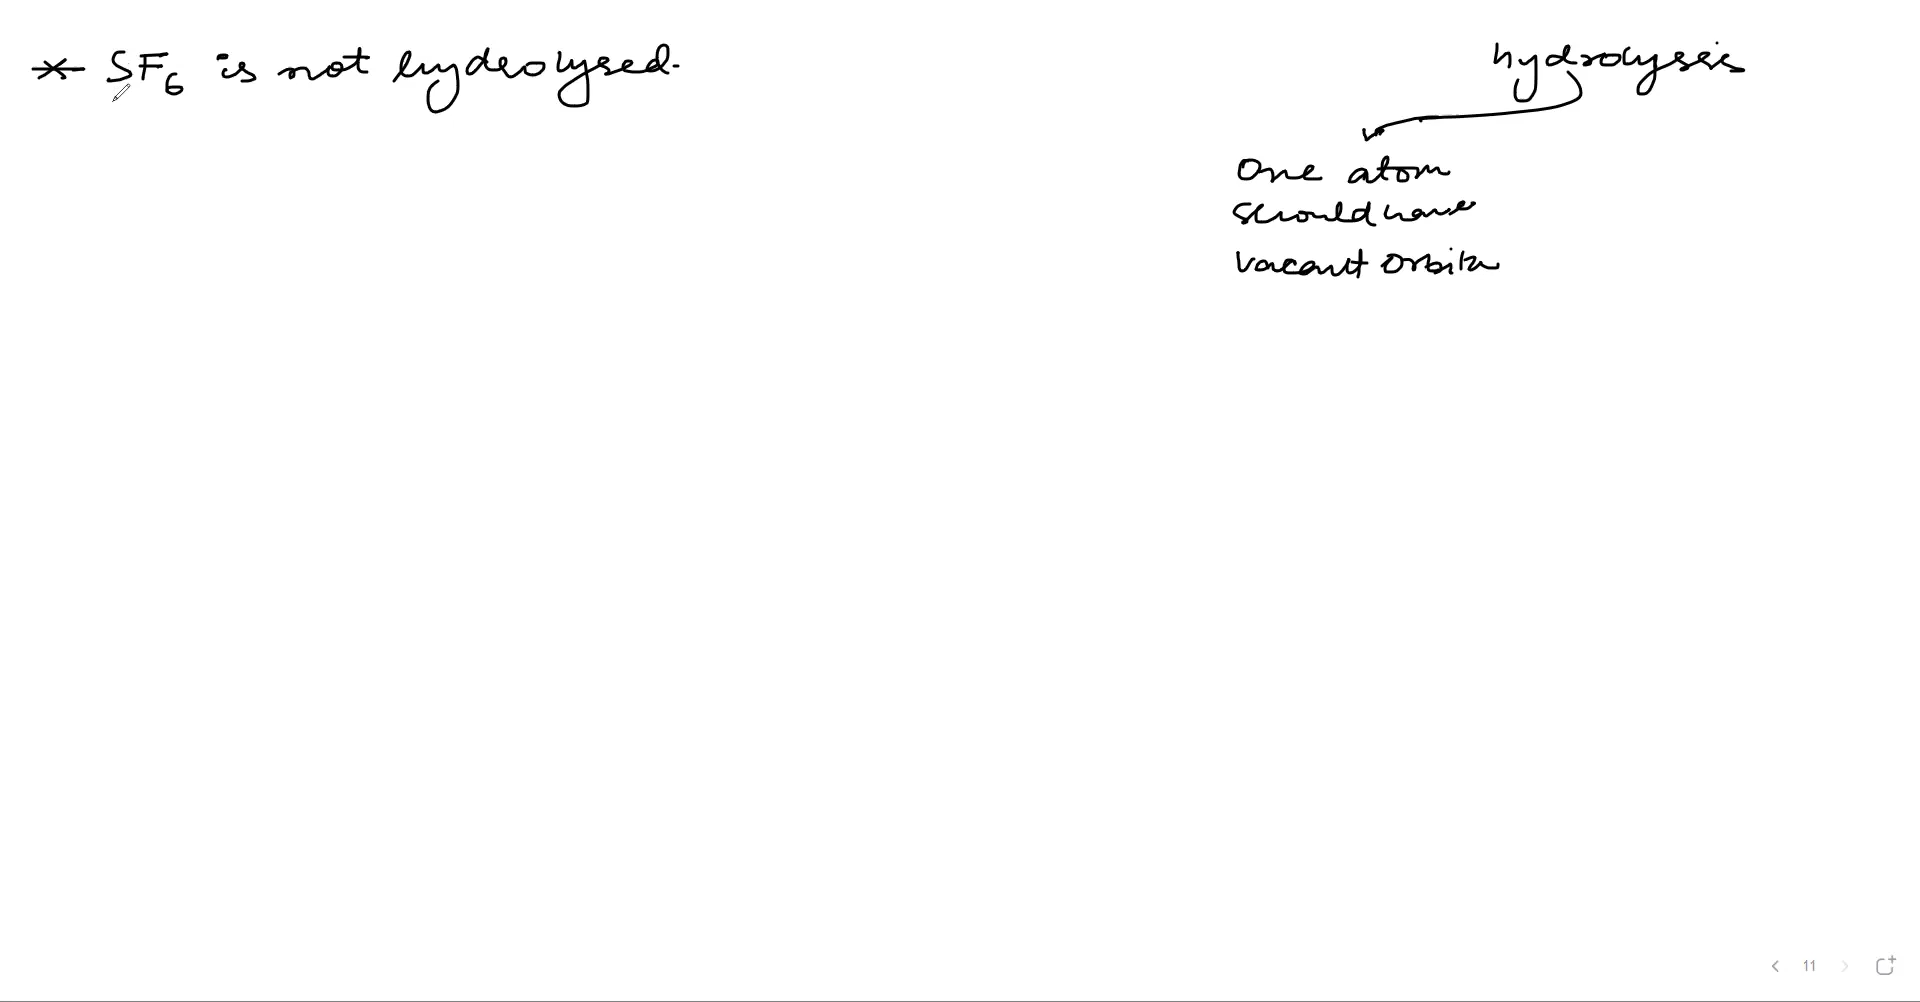 * SF6 is not hydrolysed.
hydrolysis
One atom
should have
vacant orbital
11